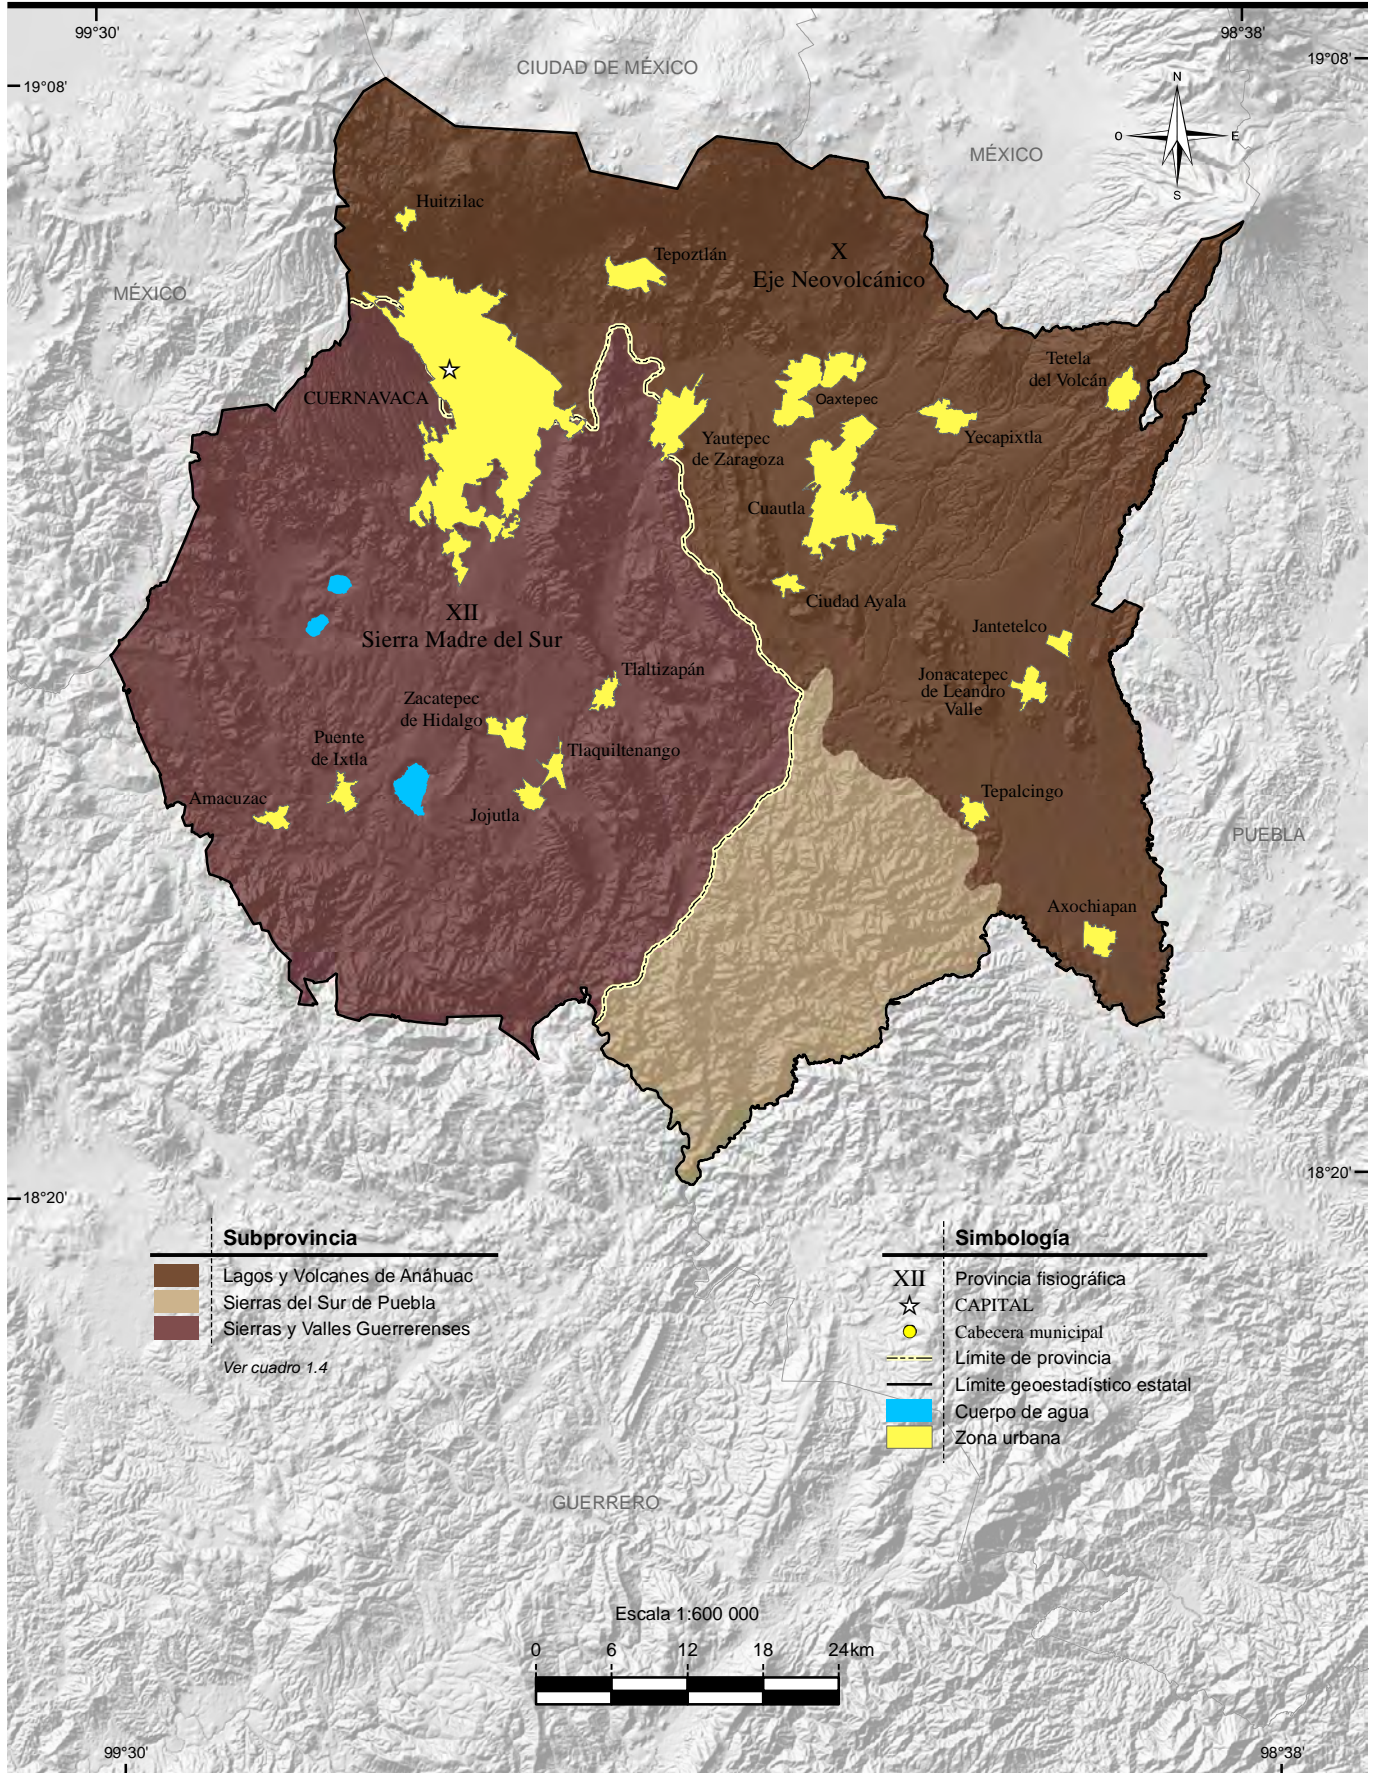 99°30'
98°38'
19°08'
19°08'
CIUDAD DE MÉXICO
N
O
E
S
MÉXICO
Huitzilac
Tepoztlán
X
Eje Neovolcánico
MÉXICO
Tetela
del Volcán
CUERNAVACA
Oaxtepec
Yautepec
de Zaragoza
Yecapixtla
Cuautla
Ciudad Ayala
XII
Sierra Madre del Sur
Jantetelco
Tlaltizapán
Jonacatepec
de Leandro
Valle
Zacatepec
de Hidalgo
Puente
de Ixtla
Tlaquiltenango
Amacuzac
Jojutla
Tepalcingo
PUEBLA
Axochiapan
18°20'
18°20'
Subprovincia
Lagos y Volcanes de Anáhuac
Sierras del Sur de Puebla
Sierras y Valles Guerrerenses
Ver cuadro 1.4
Simbología
XII Provincia fisiográfica
CAPITAL
Cabecera municipal
Límite de provincia
Límite geoestadístico estatal
Cuerpo de agua
Zona urbana
GUERRERO
Escala 1:600 000
0 6 12 18 24km
99°30'
98°38'